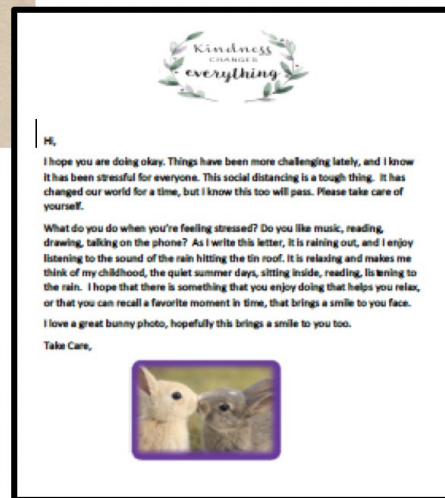 Kindness
CHANGES
everything
Hi,
I hope you are doing okay. Things have been more challenging lately, and I know
it has been stressful for everyone. This social distancing is a tough thing. It has
changed our world for a time, but I know this too will pass. Please take care of
yourself.
What do you do when you're feeling stressed? Do you like music, reading,
drawing, talking on the phone? As I write this letter, it is raining out, and I enjoy
listening to the sound of the rain hitting the tin roof. It is relaxing and makes me
think of my childhood, the quiet summer days, sitting inside, reading, listening to
the rain. I hope that there is something that you enjoy doing that helps you relax,
or that you can recall a favorite moment in time, that brings a smile to you face.
I love a great bunny photo, hopefully this brings a smile to you too.
Take Care,